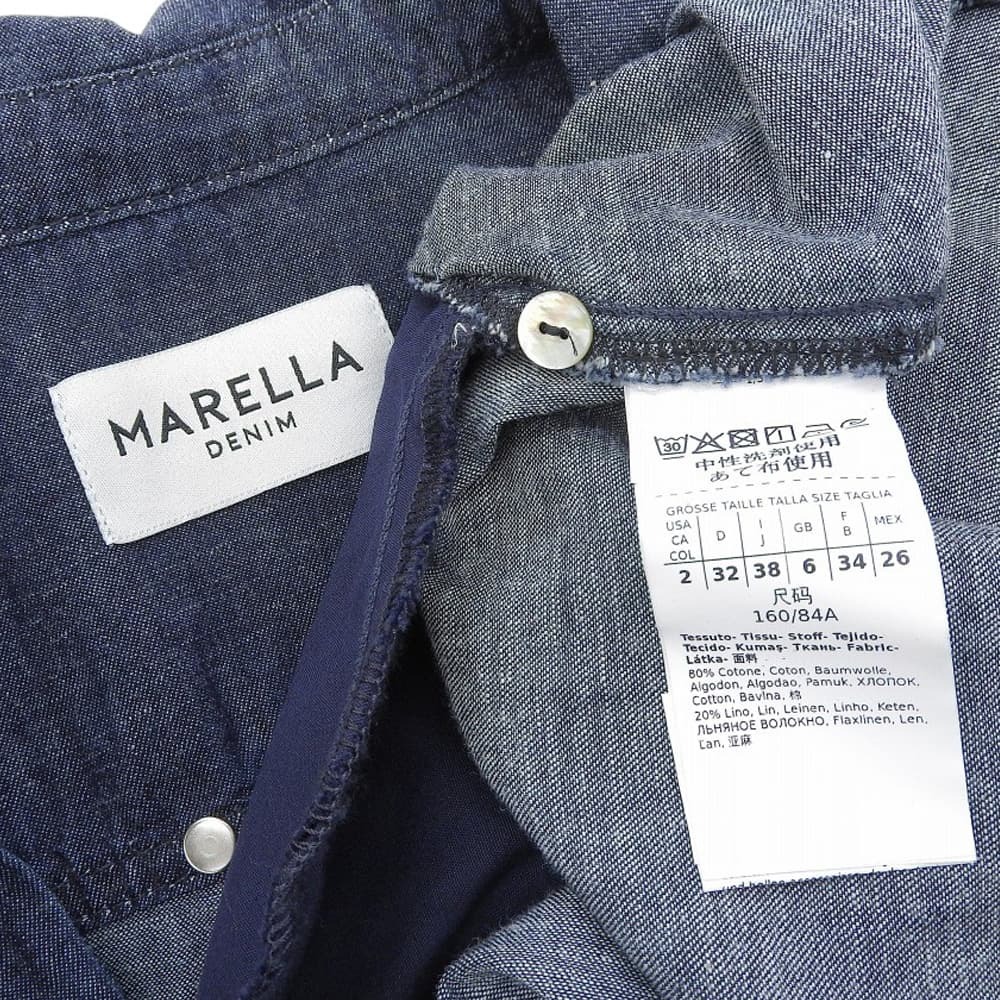 MARELLA
DENIM
30
中性洗剤使用
あて布使用
GRÖSSE TAILLE TALLA SIZE TAGLIA
USA CA COL D I J GB F B MEX
2 32 38 6 34 26
尺码
160/84A
Tessuto- Tissu- Stoff- Tejido-
Tecido- Kumaş- Ткань- Fabric-
Látka- 面料
80% Cotone, Coton, Baumwolle,
Algodon, Algodao, Pamuk, ХЛОПОК,
Cotton, Bavlna, 棉
20% Lino, Lin, Leinen, Linho, Keten,
ЛЬНЯНОЕ ВОЛОКНО, Flaxlinen, Len,
Ľan, 亚麻